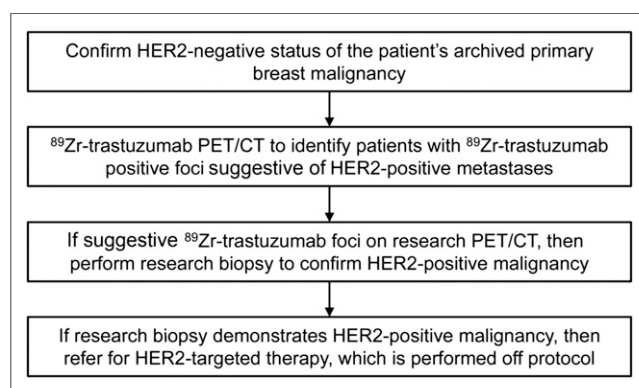 Confirm HER2-negative status of the patient's archived primary
breast malignancy
⁸⁹Zr-trastuzumab PET/CT to identify patients with ⁸⁹Zr-trastuzumab
positive foci suggestive of HER2-positive metastases
If suggestive ⁸⁹Zr-trastuzumab foci on research PET/CT, then
perform research biopsy to confirm HER2-positive malignancy
If research biopsy demonstrates HER2-positive malignancy, then
refer for HER2-targeted therapy, which is performed off protocol